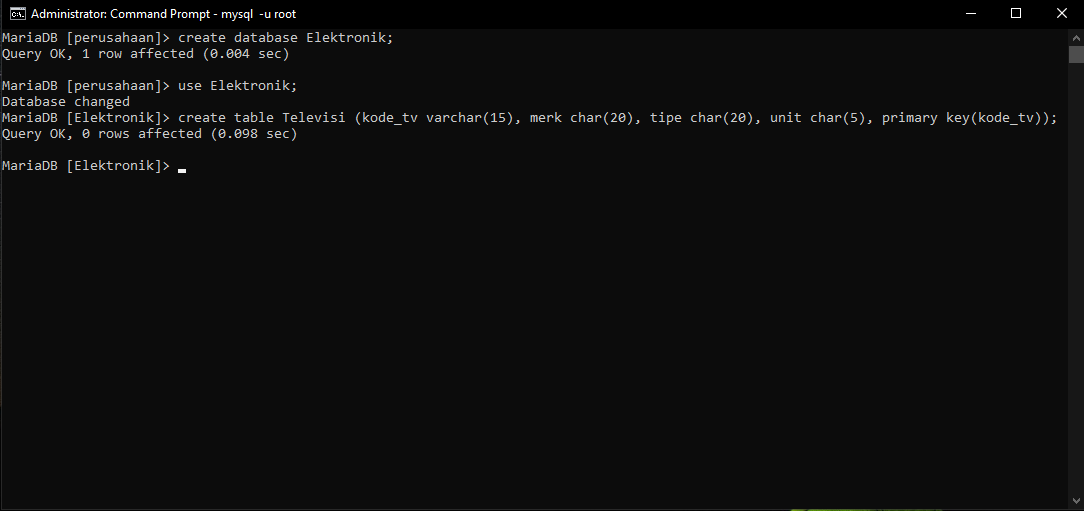 Administrator: Command Prompt - mysql  -u root
MariaDB [perusahaan]> create database Elektronik;
Query OK, 1 row affected (0.004 sec)
MariaDB [perusahaan]> use Elektronik;
Database changed
MariaDB [Elektronik]> create table Televisi (kode_tv varchar(15), merk char(20), tipe char(20), unit char(5), primary key(kode_tv));
Query OK, 0 rows affected (0.098 sec)
MariaDB [Elektronik]>